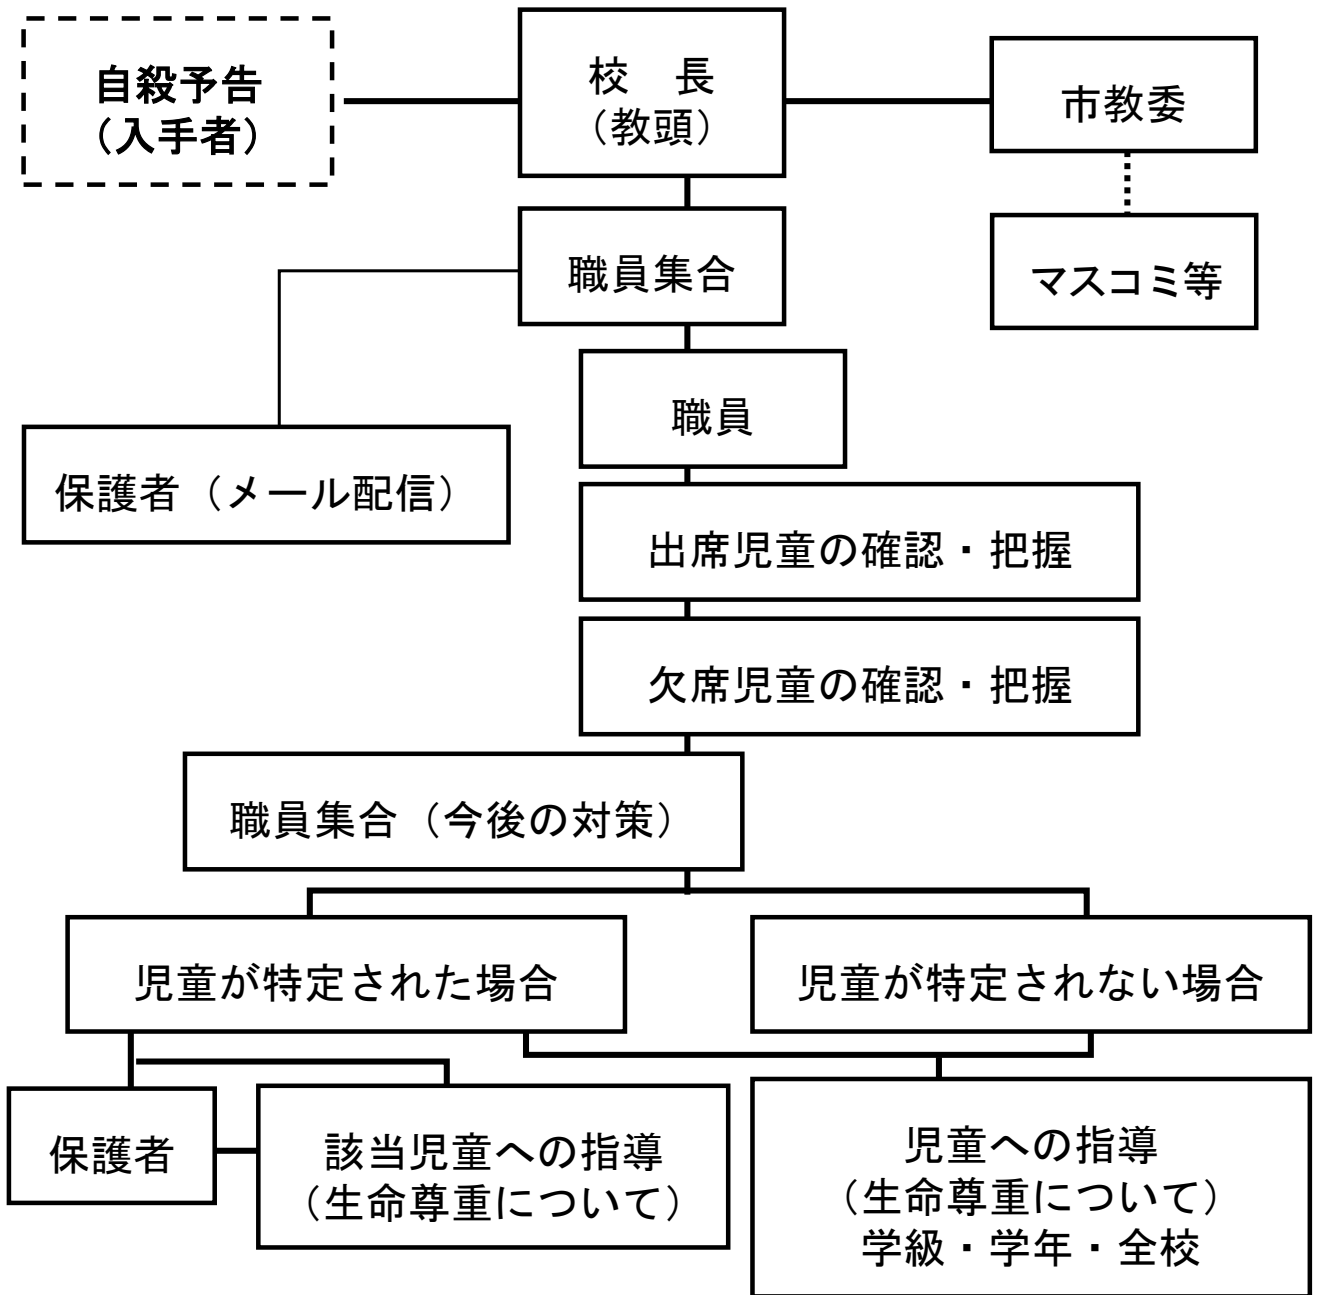 自殺予告
（入手者）
校　長
（教頭）
市教委
マスコミ等
職員集合
職員
保護者（メール配信）
出席児童の確認・把握
欠席児童の確認・把握
職員集合（今後の対策）
児童が特定された場合
児童が特定されない場合
保護者
該当児童への指導
（生命尊重について）
児童への指導
（生命尊重について）
学級・学年・全校